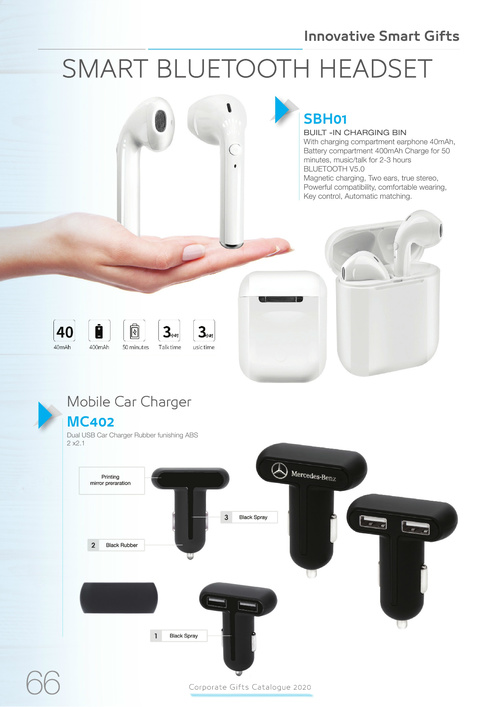 Innovative Smart Gifts
SMART BLUETOOTH HEADSET
SBH01
BUILT -IN CHARGING BIN
With charging compartment earphone 40mAh,
Battery compartment 400mAh Charge for 50
minutes, music/talk for 2-3 hours
BLUETOOTH V5.0
Magnetic charging, Two ears, true stereo,
Powerful compatibility, comfortable wearing,
Key control, Automatic matching.
40 3 3
40mAh 400mAh 50 minutes Talk time usic time
Mobile Car Charger
MC402
Dual USB Car Charger Rubber funishing ABS
2 x2.1
Printing
mirror preraration
Mercedes-Benz
3 Black Spray
2 Black Rubber
1 Black Spray
66
Corporate Gifts Catalogue 2020